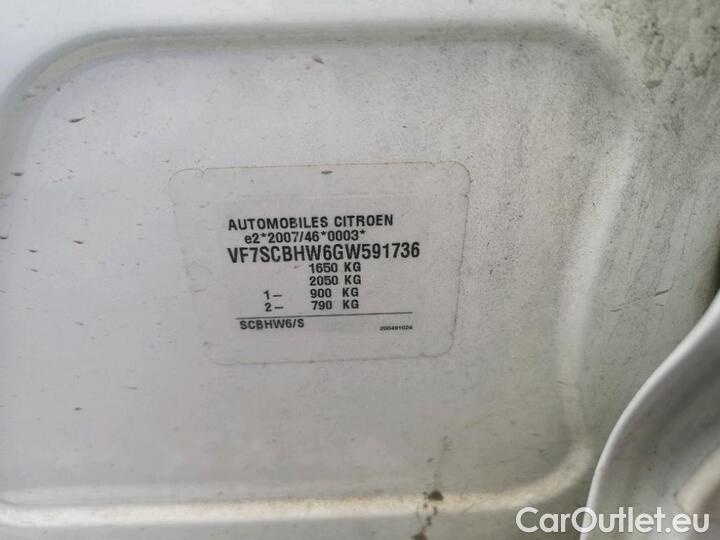 AUTOMOBILES CITROEN
e2*2007/46*0003*
VF7SCBHW6GW591736
1650 KG
2050 KG
1- 900 KG
2- 790 KG
SCBHW6/S 200491024
CarOutlet.eu